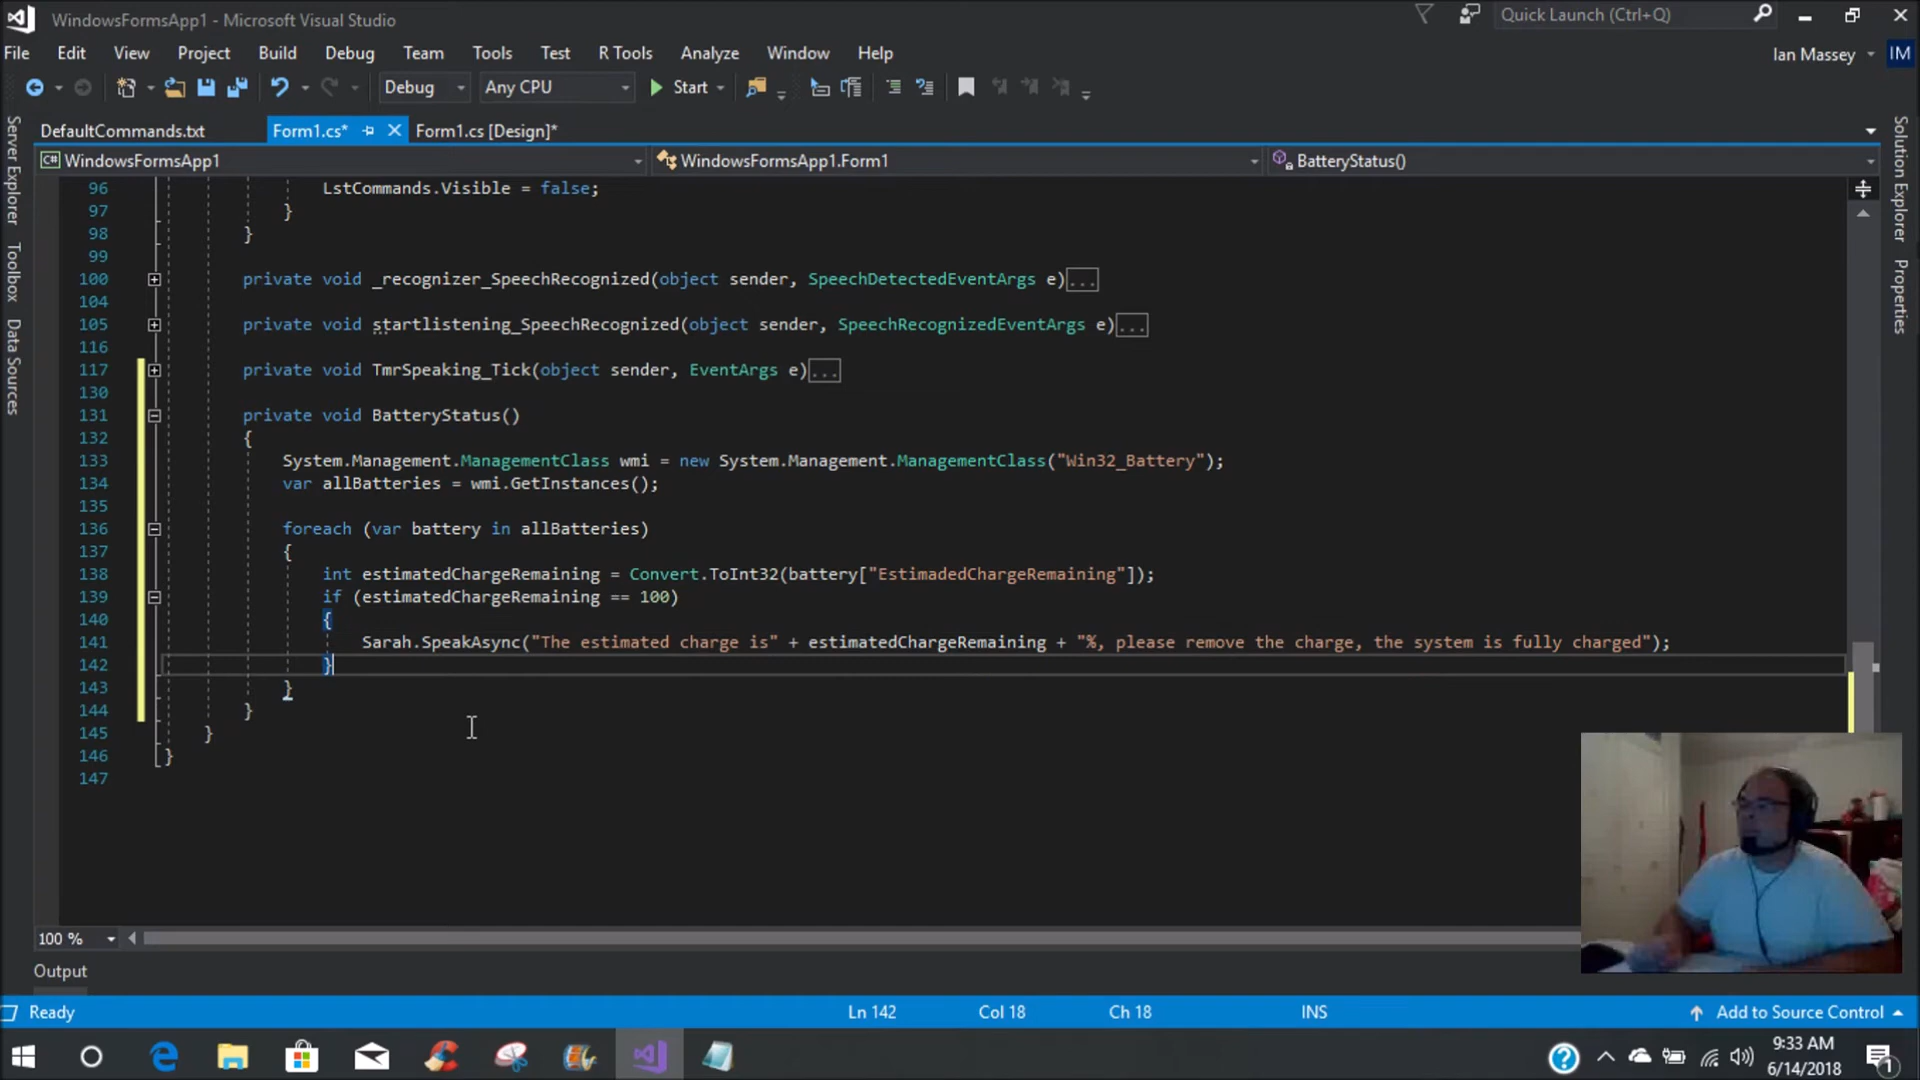 WindowsFormsApp1 - Microsoft Visual Studio
Quick Launch (Ctrl+Q)
File Edit View Project Build Debug Team Tools Test R Tools Analyze Window Help
Ian Massey IM
Debug Any CPU Start
DefaultCommands.txt Form1.cs* Form1.cs [Design]*
C# WindowsFormsApp1 WindowsFormsApp1.Form1 BatteryStatus()
Server Explorer
Toolbox
Data Sources
96 LstCommands.Visible = false;
97 }
98 }
99
100 private void _recognizer_SpeechRecognized(object sender, SpeechDetectedEventArgs e)...
104
105 private void startlistening_SpeechRecognized(object sender, SpeechRecognizedEventArgs e)...
116
117 private void TmrSpeaking_Tick(object sender, EventArgs e)...
130
131 private void BatteryStatus()
132 {
133 System.Management.ManagementClass wmi = new System.Management.ManagementClass("Win32_Battery");
134 var allBatteries = wmi.GetInstances();
135
136 foreach (var battery in allBatteries)
137 {
138 int estimatedChargeRemaining = Convert.ToInt32(battery["EstimadedChargeRemaining"]);
139 if (estimatedChargeRemaining == 100)
140 {
141 Sarah.SpeakAsync("The estimated charge is" + estimatedChargeRemaining + "%, please remove the charge, the system is fully charged");
142 }
143 }
144 }
145 }
146 }
147
Solution Explorer
Properties
100 %
Output
Ready Ln 142 Col 18 Ch 18 INS Add to Source Control
9:33 AM
6/14/2018
1